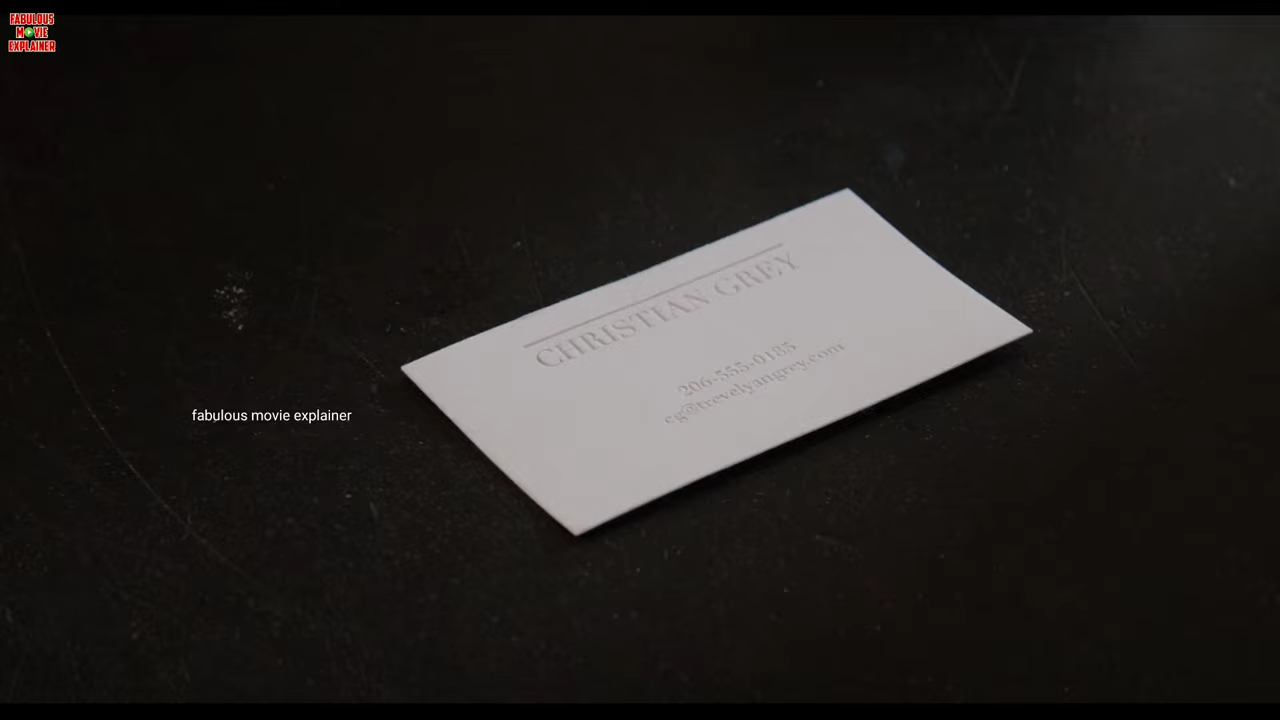 FABULOUS
MOVIE
EXPLAINER
CHRISTIAN GREY
206-555-0185
cg@trevelyangrey.com
fabulous movie explainer